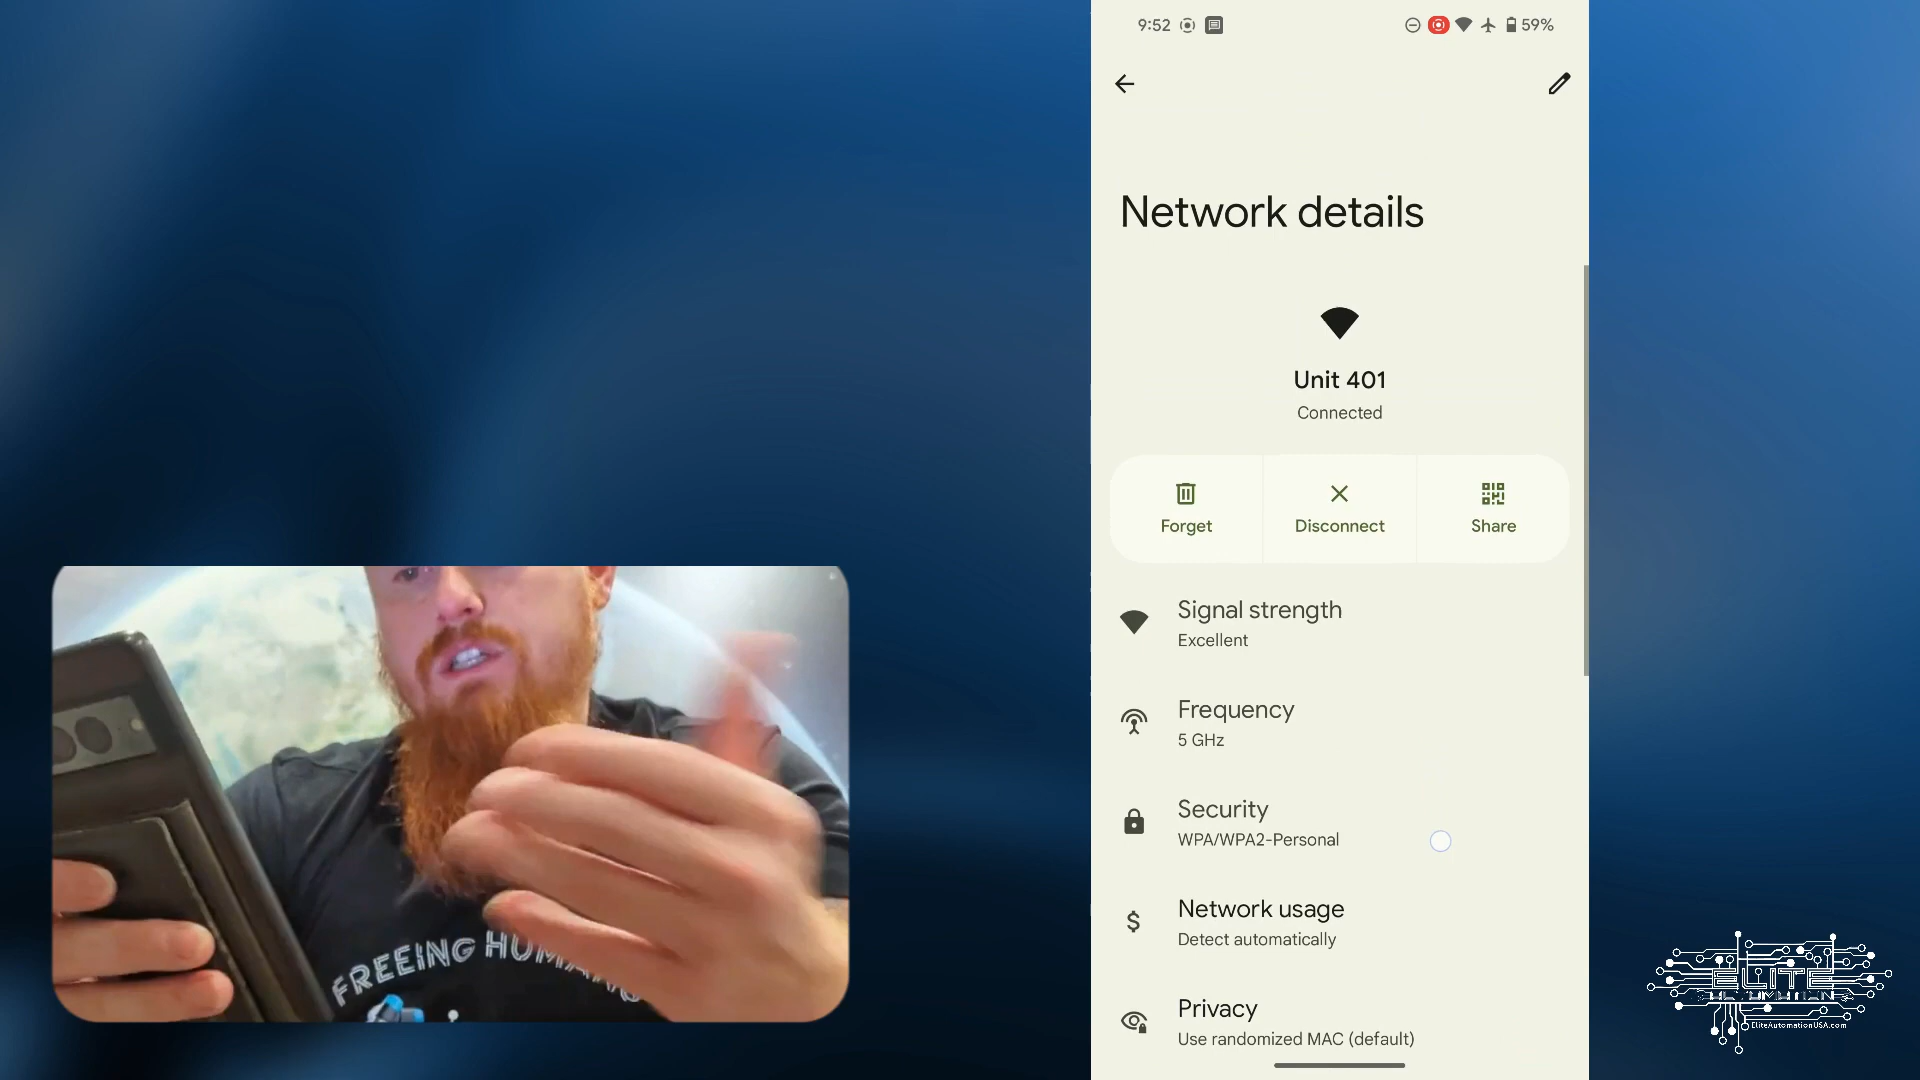 9:52
59%
Network details
Unit 401
Connected
Forget
Disconnect
Share
Signal strength
Excellent
Frequency
5 GHz
Security
WPA/WPA2-Personal
Network usage
Detect automatically
Privacy
Use randomized MAC (default)
FREEING
ELITE
EliteAutomationUSA.com